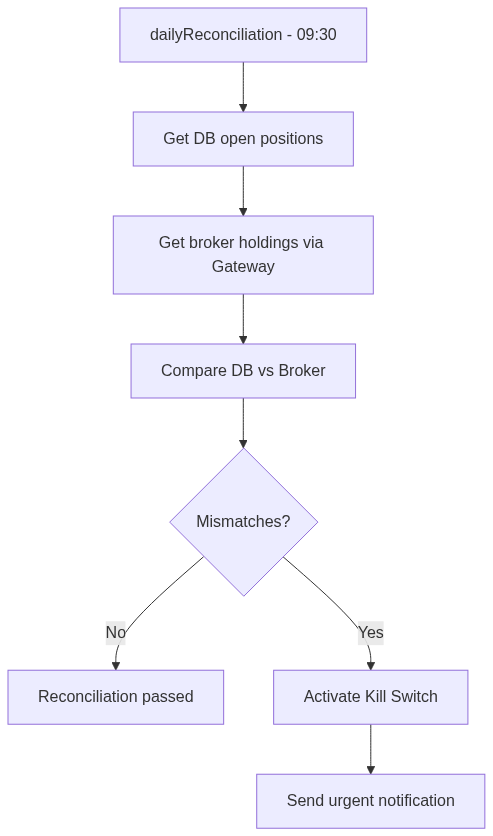 dailyReconciliation - 09:30
Get DB open positions
Get broker holdings via
Gateway
Compare DB vs Broker
Mismatches?
No
Yes
Reconciliation passed
Activate Kill Switch
Send urgent notification